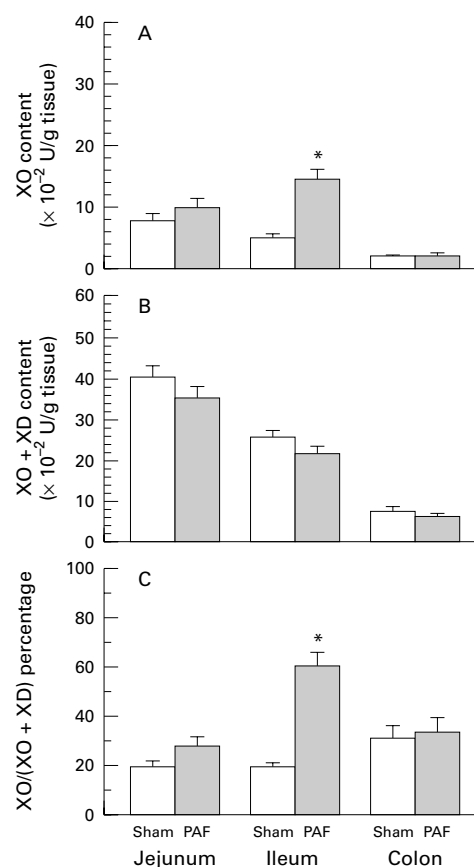 A
40
30
20
10
0
XO content
(× 10⁻² U/g tissue)
*
B
60
50
40
30
20
10
0
XO + XD content
(× 10⁻² U/g tissue)
C
100
80
60
40
20
0
XO/(XO + XD) percentage
*
Sham PAF Sham PAF Sham PAF
Jejunum Ileum Colon